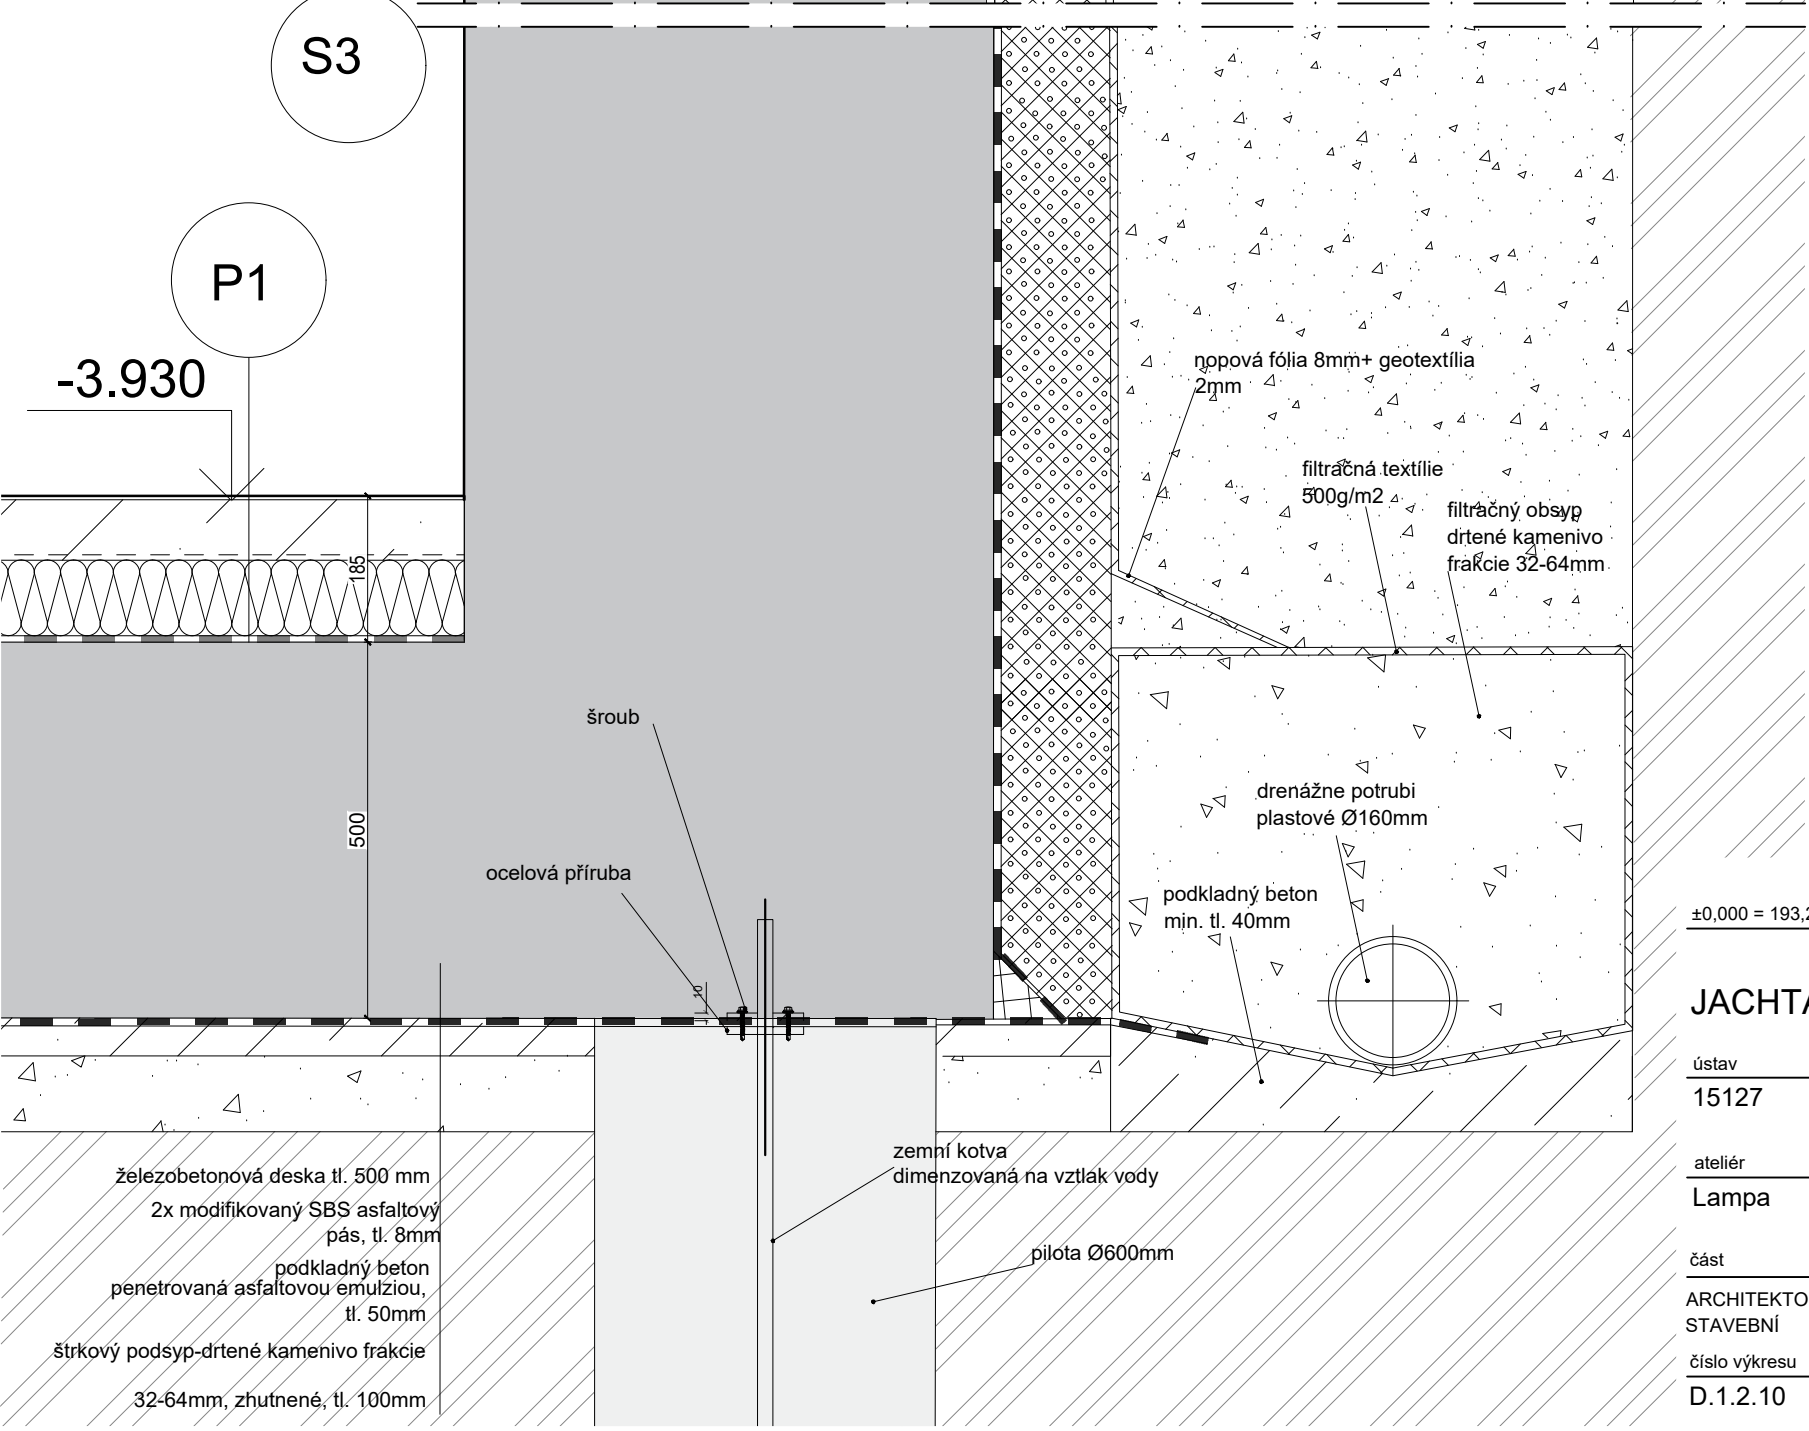 S3
P1
-3.930
185
500
nopová fólia 8mm+ geotextília
2mm
filtračná textílie
500g/m2
filtračný obsyp
drtené kamenivo
frakcie 32-64mm
šroub
ocelová příruba
10
drenážne potrubi
plastové Ø160mm
podkladný beton
min. tl. 40mm
zemní kotva
dimenzovaná na vztlak vody
pilota Ø600mm
železobetonová deska tl. 500 mm
2x modifikovaný SBS asfaltový
pás, tl. 8mm
podkladný beton
penetrovaná asfaltovou emulziou,
tl. 50mm
štrkový podsyp-drtené kamenivo frakcie
32-64mm, zhutnené, tl. 100mm
±0,000 = 193,2
JACHTA
ústav
15127
ateliér
Lampa
část
ARCHITEKTO
STAVEBNÍ
číslo výkresu
D.1.2.10